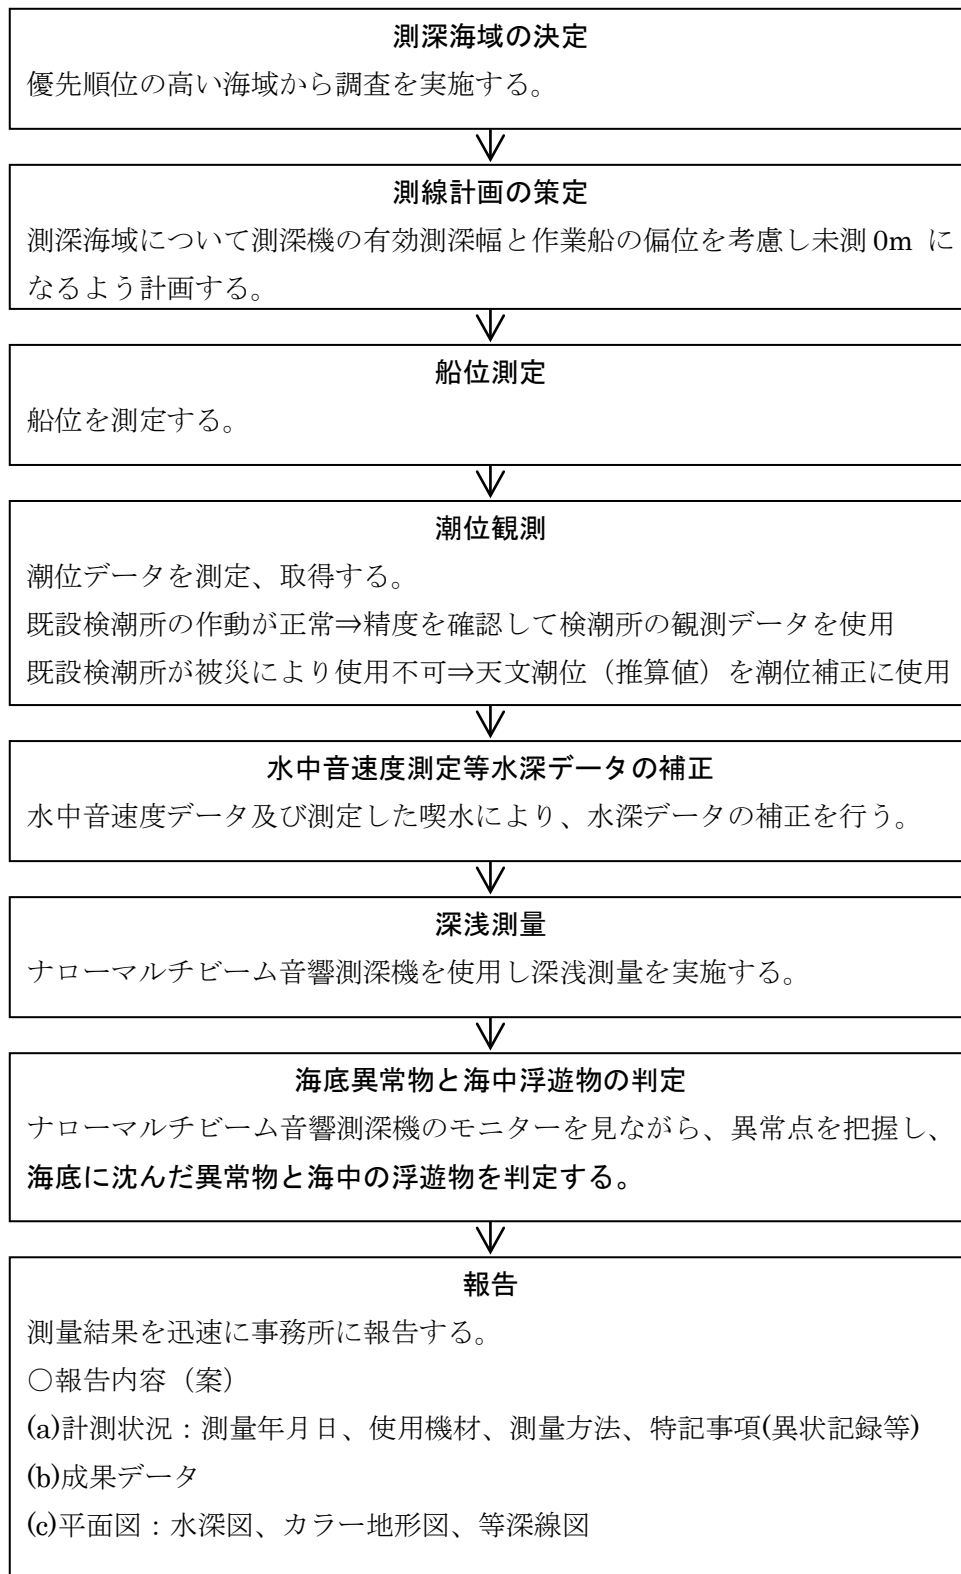 測深海域の決定
優先順位の高い海域から調査を実施する。
測線計画の策定
測深海域について測深機の有効測深幅と作業船の偏位を考慮し未測 0m に
なるよう計画する。
船位測定
船位を測定する。
潮位観測
潮位データを測定、取得する。
既設検潮所の作動が正常⇒精度を確認して検潮所の観測データを使用
既設検潮所が被災により使用不可⇒天文潮位（推算値）を潮位補正に使用
水中音速度測定等水深データの補正
水中音速度データ及び測定した喫水により、水深データの補正を行う。
深浅測量
ナローマルチビーム音響測深機を使用し深浅測量を実施する。
海底異常物と海中浮遊物の判定
ナローマルチビーム音響測深機のモニターを見ながら、異常点を把握し、
海底に沈んだ異常物と海中の浮遊物を判定する。
報告
測量結果を迅速に事務所に報告する。
○報告内容（案）
(a)計測状況：測量年月日、使用機材、測量方法、特記事項(異状記録等)
(b)成果データ
(c)平面図：水深図、カラー地形図、等深線図